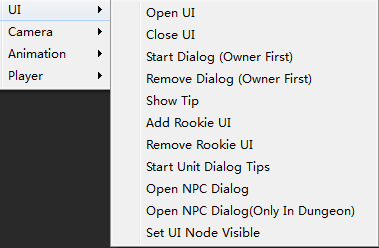 UI
Camera
Animation
Player
Open UI
Close UI
Start Dialog (Owner First)
Remove Dialog (Owner First)
Show Tip
Add Rookie UI
Remove Rookie UI
Start Unit Dialog Tips
Open NPC Dialog
Open NPC Dialog(Only In Dungeon)
Set UI Node Visible